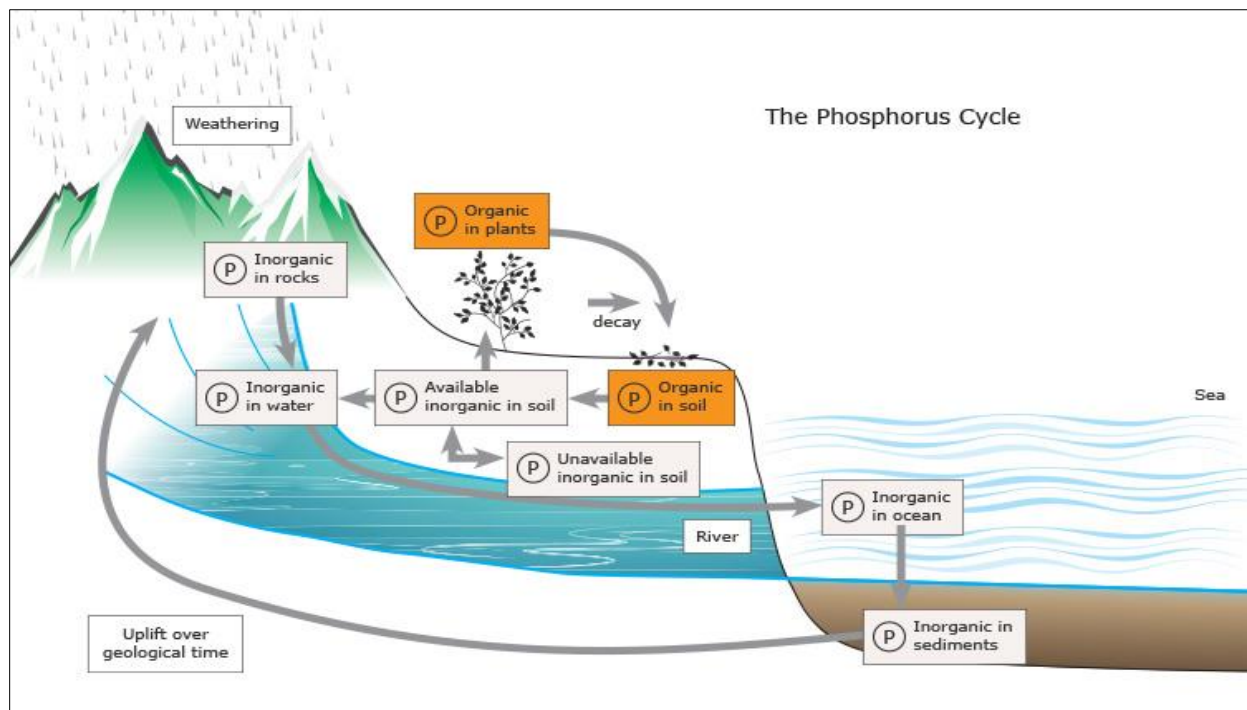 Weathering
The Phosphorus Cycle
P Organic
in plants
P Inorganic
in rocks
decay
P Inorganic
in water
P Available
inorganic in soil
P Organic
in soil
Sea
P Unavailable
inorganic in soil
P Inorganic
in ocean
River
Uplift over
geological time
P Inorganic in
sediments